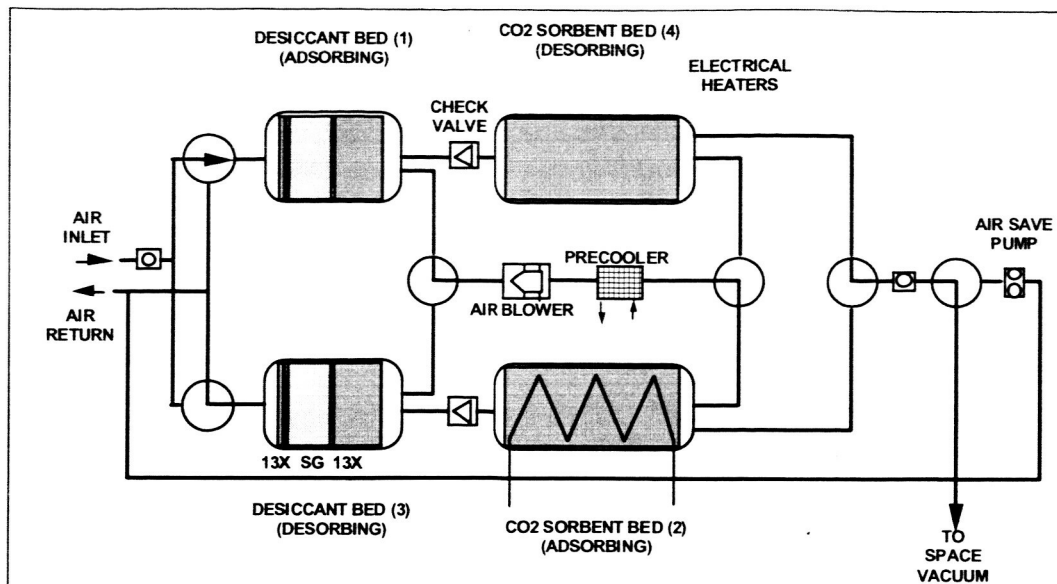 DESICCANT BED (1)
(ADSORBING)
CO2 SORBENT BED (4)
(DESORBING)
ELECTRICAL
HEATERS
CHECK
VALVE
AIR
INLET
AIR SAVE
PUMP
PRECOOLER
AIR BLOWER
AIR
RETURN
13X SG 13X
DESICCANT BED (3)
(DESORBING)
CO2 SORBENT BED (2)
(ADSORBING)
TO
SPACE
VACUUM